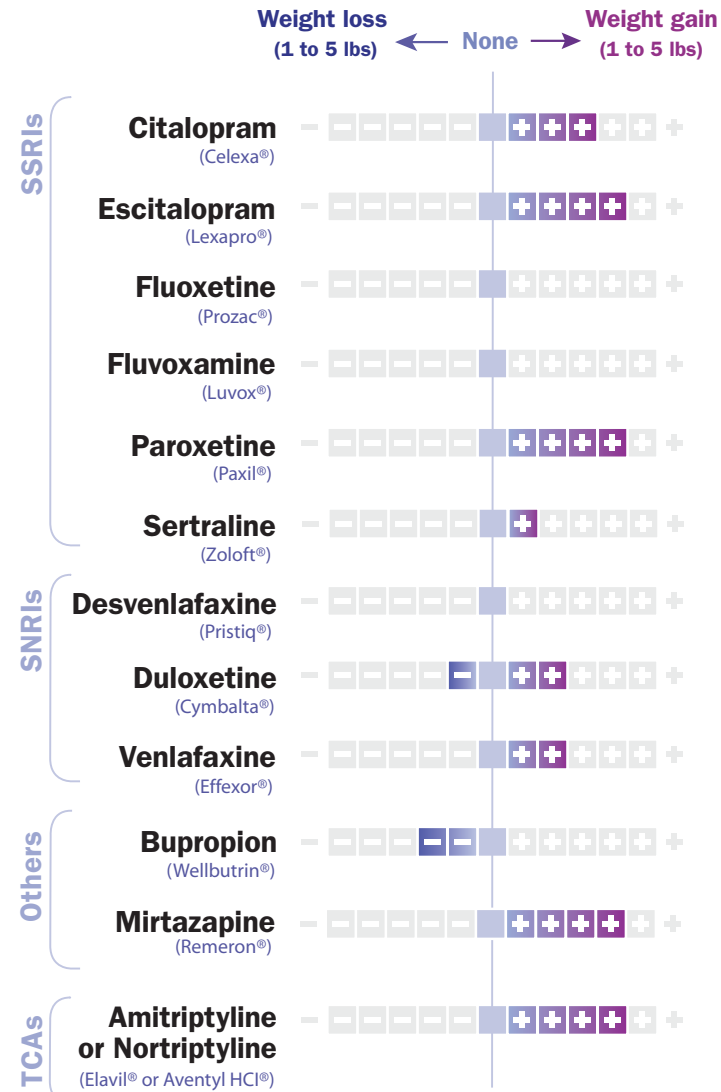 Weight loss
(1 to 5 lbs)
None
Weight gain
(1 to 5 lbs)
SSRIs
Citalopram
(Celexa®)
Escitalopram
(Lexapro®)
Fluoxetine
(Prozac®)
Fluvoxamine
(Luvox®)
Paroxetine
(Paxil®)
Sertraline
(Zoloft®)
SNRIs
Desvenlafaxine
(Pristiq®)
Duloxetine
(Cymbalta®)
Venlafaxine
(Effexor®)
Others
Bupropion
(Wellbutrin®)
Mirtazapine
(Remeron®)
TCAs
Amitriptyline
or Nortriptyline
(Elavil® or Aventyl HCl®)